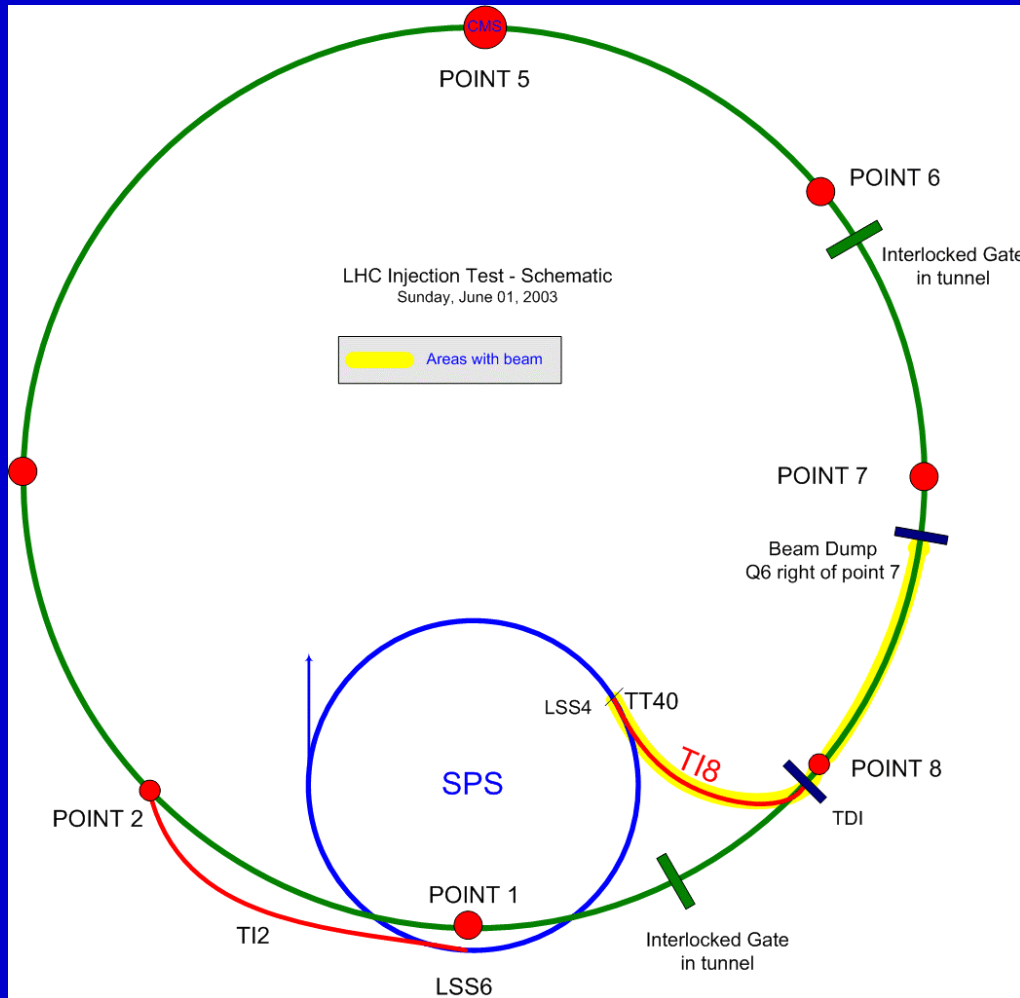 CMS
POINT 5
POINT 6
Interlocked Gate
in tunnel
LHC Injection Test - Schematic
Sunday, June 01, 2003
Areas with beam
POINT 7
Beam Dump
Q6 right of point 7
LSS4
TT40
TI8
POINT 8
SPS
TDI
POINT 2
POINT 1
TI2
Interlocked Gate
in tunnel
LSS6